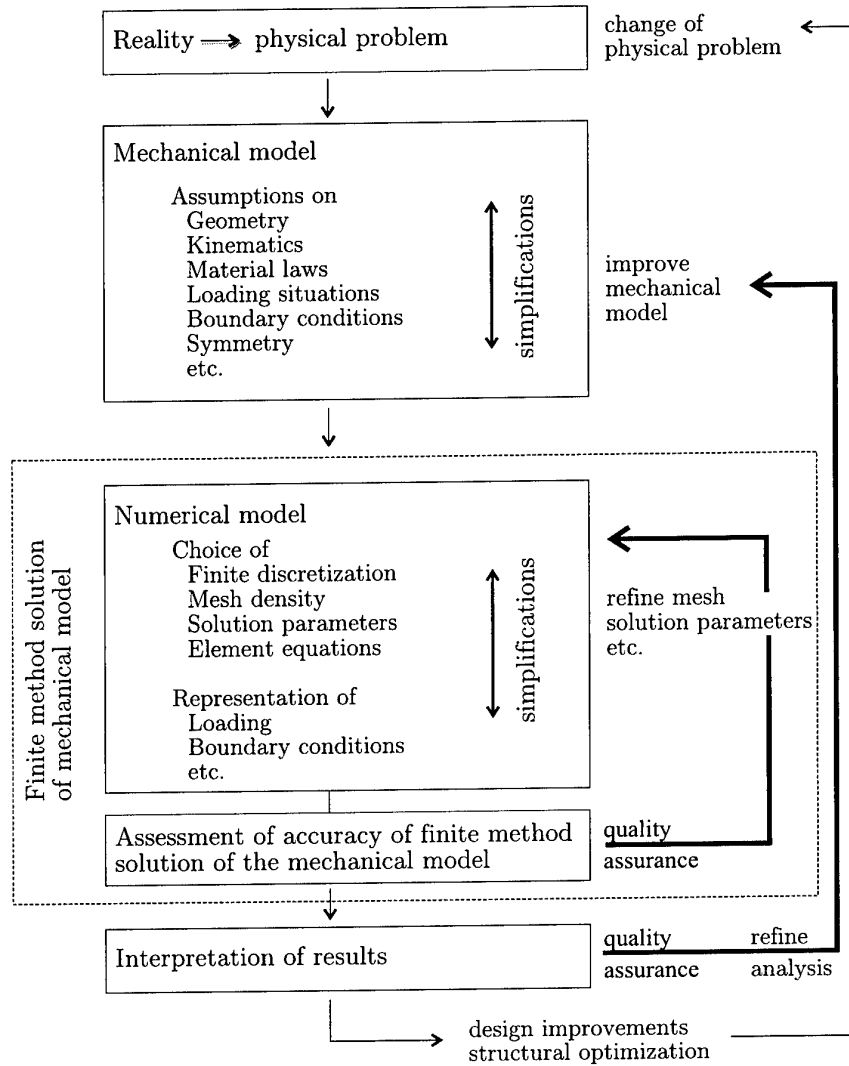 Reality physical problem
change of
physical problem
Mechanical model
Assumptions on
Geometry
Kinematics
Material laws
Loading situations
Boundary conditions
Symmetry
etc.
simplifications
improve
mechanical
model
Finite method solution
of mechanical model
Numerical model
Choice of
Finite discretization
Mesh density
Solution parameters
Element equations
Representation of
Loading
Boundary conditions
etc.
simplifications
refine mesh
solution parameters
etc.
Assessment of accuracy of finite method
solution of the mechanical model
quality
assurance
Interpretation of results
quality
assurance
refine
analysis
design improvements
structural optimization